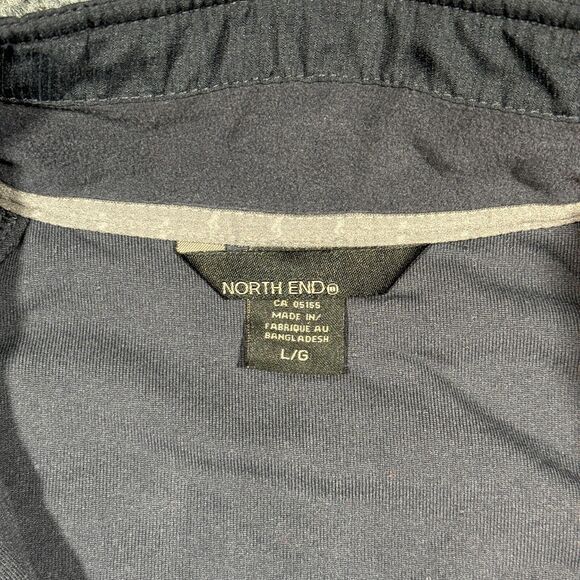 NORTH END
CA 05155
MADE IN/
FABRIQUE AU
BANGLADESH
L/G